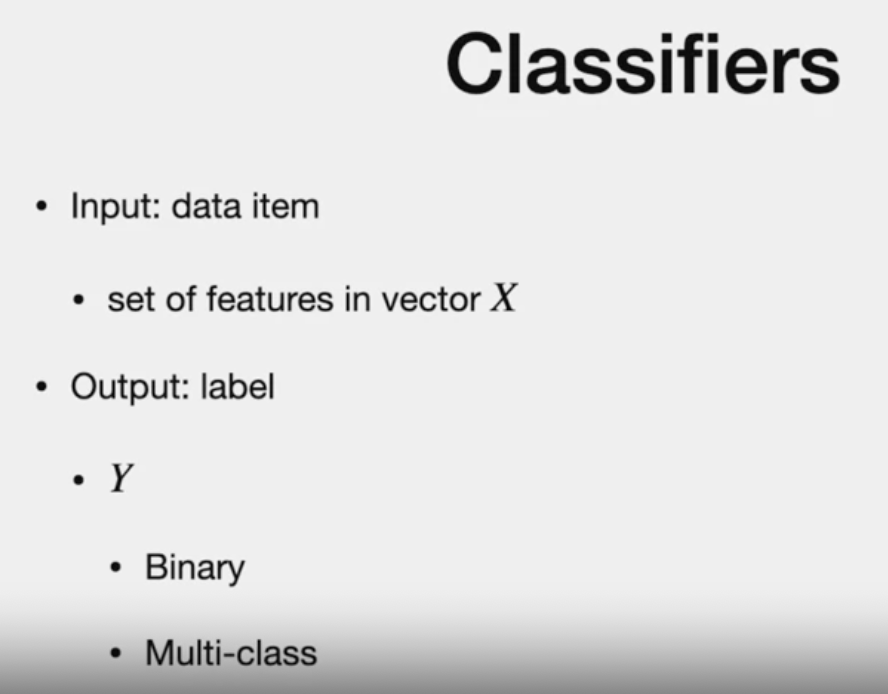 Classifiers
• Input: data item
• set of features in vector X
• Output: label
• Y
• Binary
• Multi-class